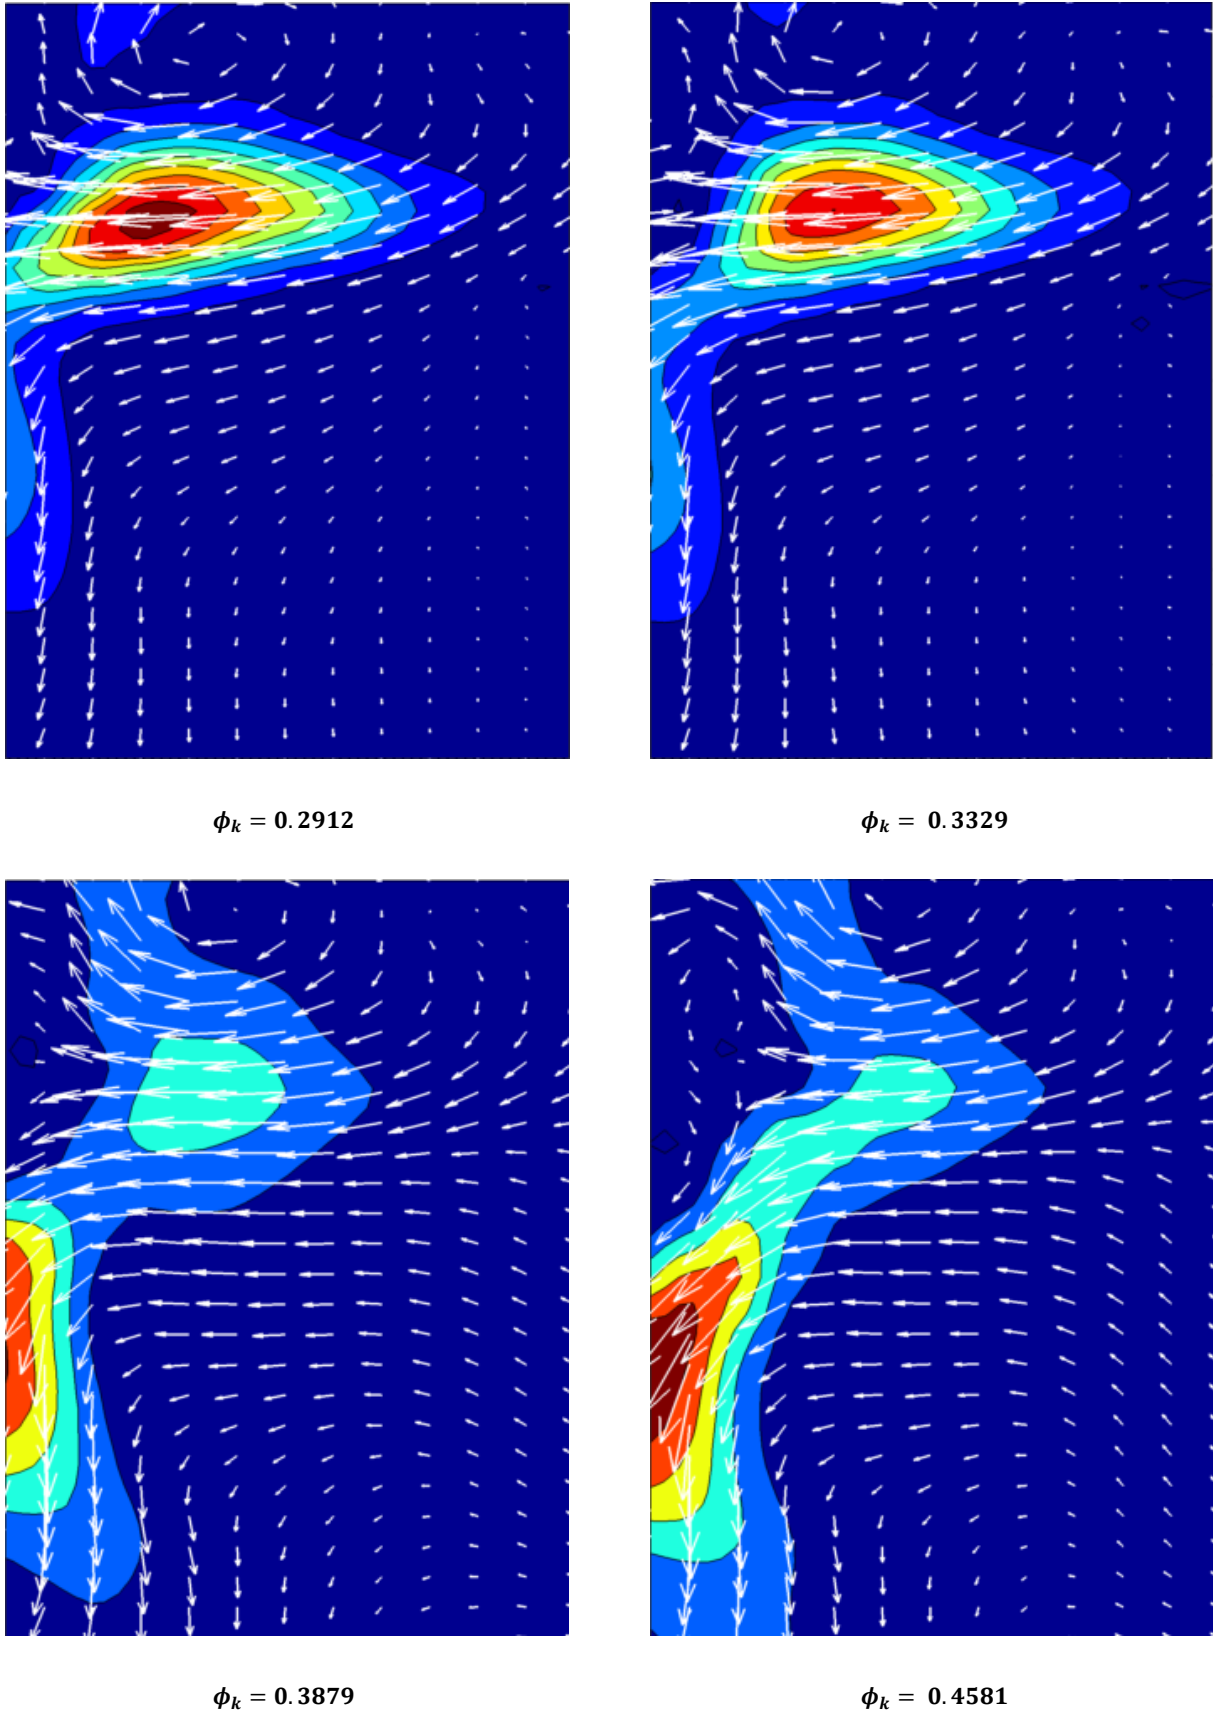 ϕₖ = 0.2912
ϕₖ = 0.3329
ϕₖ = 0.3879
ϕₖ = 0.4581